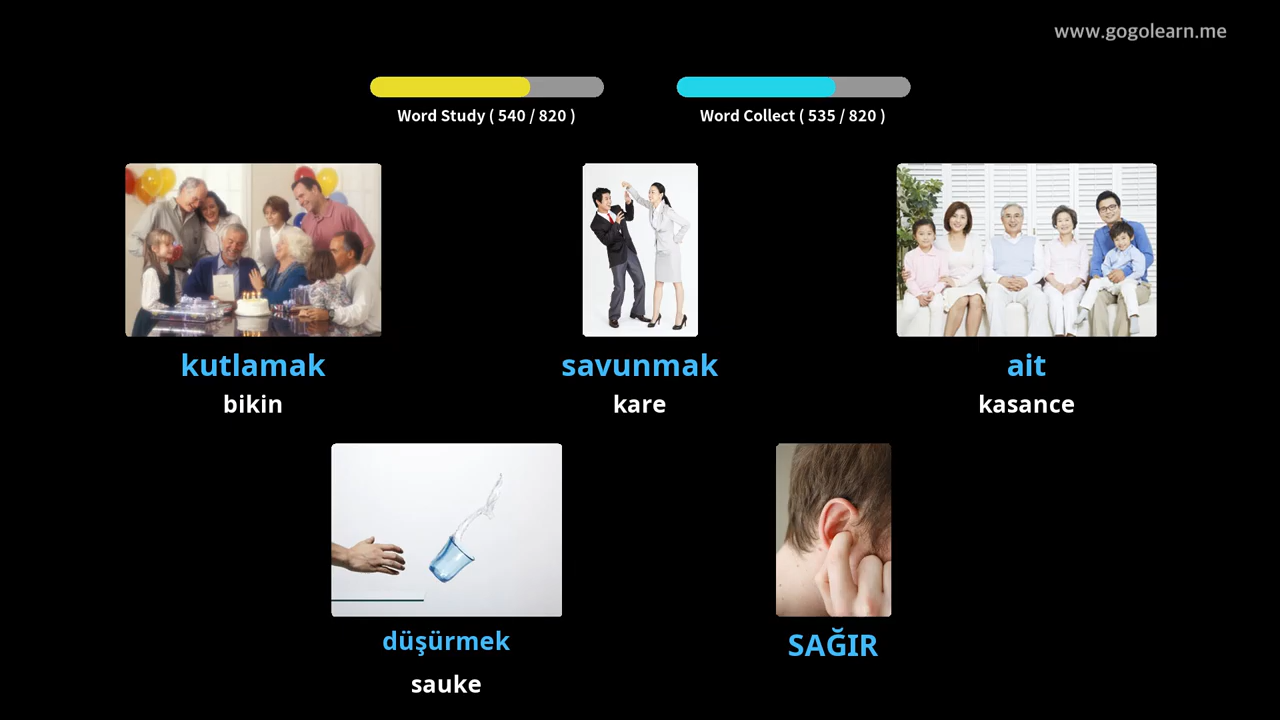 www.gogolearn.me
Word Study ( 540 / 820 )
Word Collect ( 535 / 820 )
kutlamak
bikin
savunmak
kare
ait
kasance
düşürmek
sauke
SAĞIR